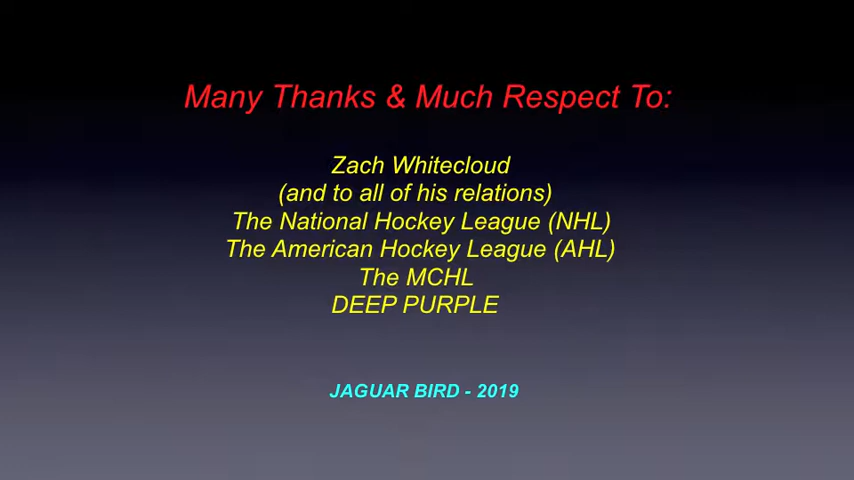 Many Thanks & Much Respect To:
Zach Whitecloud
(and to all of his relations)
The National Hockey League (NHL)
The American Hockey League (AHL)
The MCHL
DEEP PURPLE
JAGUAR BIRD - 2019